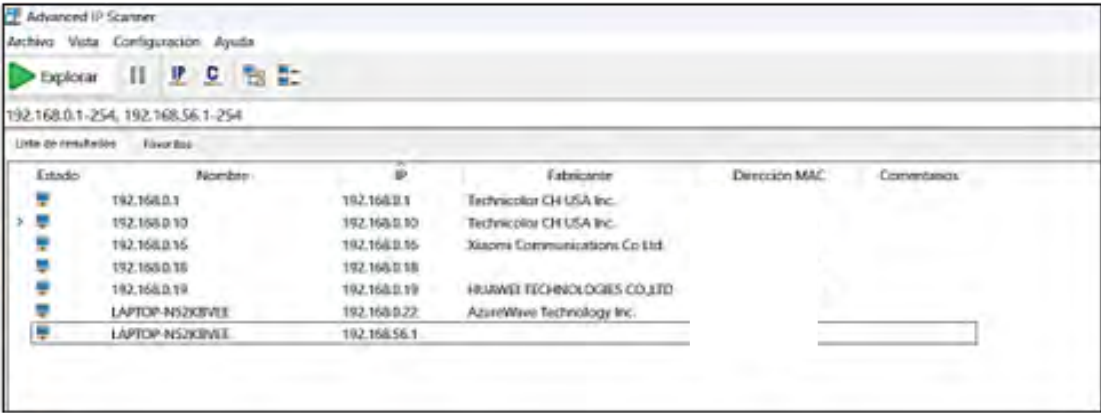 Advanced IP Scanner
Archivo Vista Configuración Ayuda
Explorar IP C
192.168.0.1-254, 192.168.56.1-254
Lista de resultados Favoritos
Estado Nombre IP Fabricante Dirección MAC Comentarios
192.168.0.1 192.168.0.1 Technicolor CH USA Inc.
192.168.0.10 192.168.0.10 Technicolor CH USA Inc.
192.168.0.16 192.168.0.16 Xiaomi Communications Co Ltd
192.168.0.18 192.168.0.18
192.168.0.19 192.168.0.19 HUAWEI TECHNOLOGIES CO.,LTD
192.168.0.22 AzureWave Technology Inc.
192.168.56.1